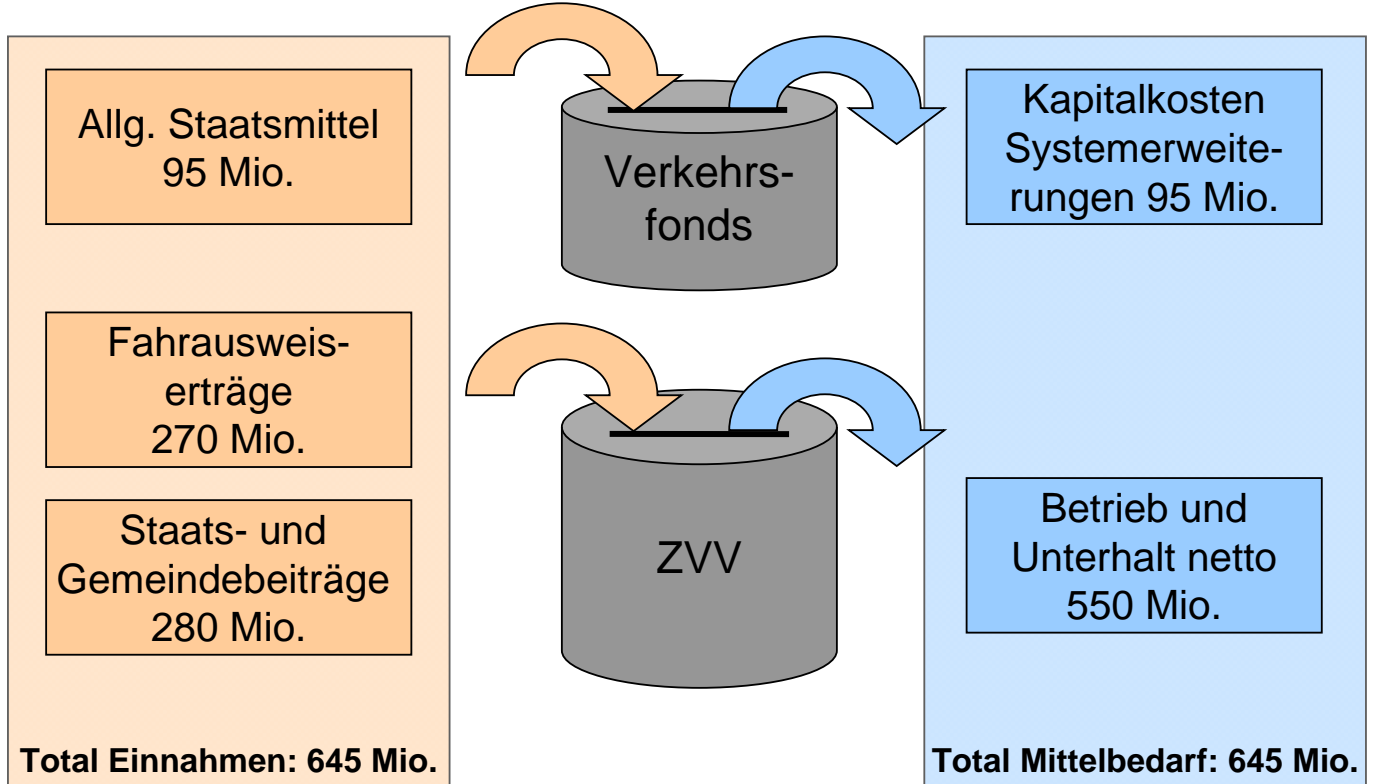 Allg. Staatsmittel
95 Mio.
Fahrausweis-
erträge
270 Mio.
Staats- und
Gemeindebeiträge
280 Mio.
Total Einnahmen: 645 Mio.
Verkehrs-
fonds
ZVV
Kapitalkosten
Systemerweite-
rungen 95 Mio.
Betrieb und
Unterhalt netto
550 Mio.
Total Mittelbedarf: 645 Mio.